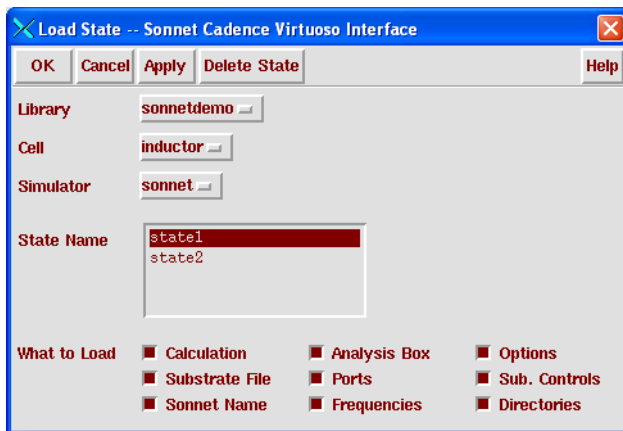 Load State -- Sonnet Cadence Virtuoso Interface
OK Cancel Apply Delete State Help
Library sonnetdemo
Cell inductor
Simulator sonnet
State Name state1
state2
What to Load Calculation Analysis Box Options
Substrate File Ports Sub. Controls
Sonnet Name Frequencies Directories